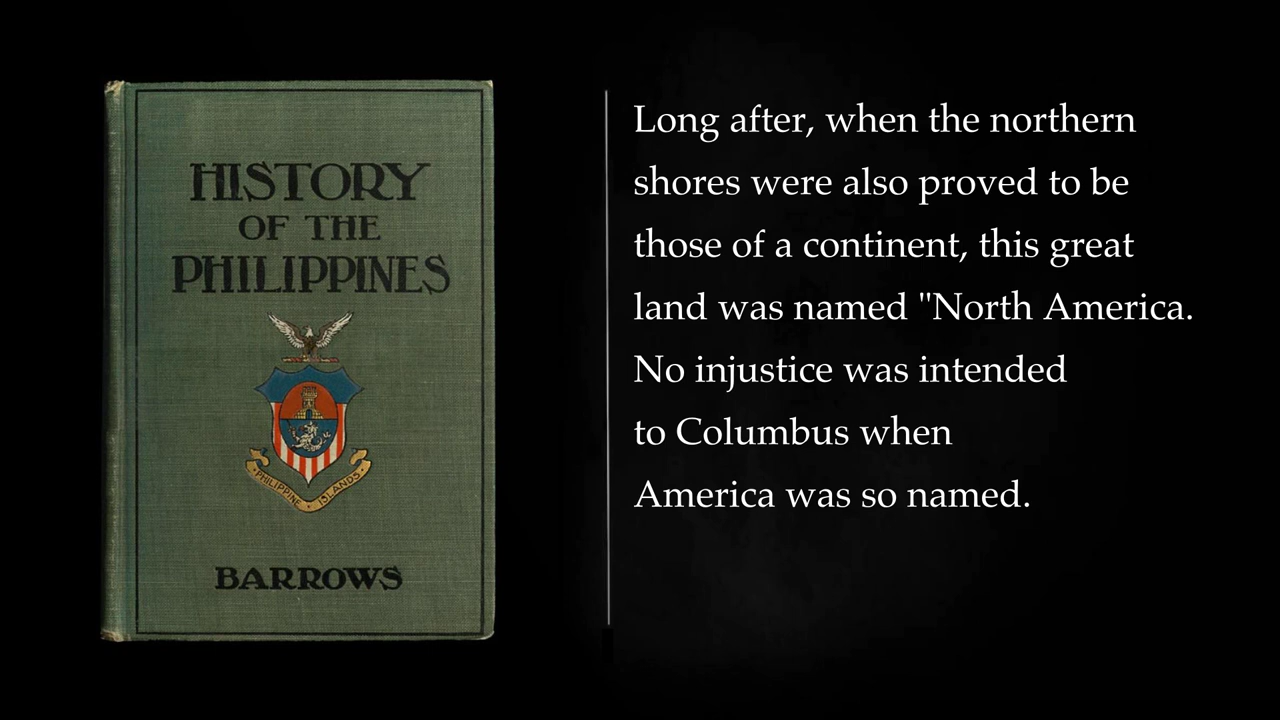 HISTORY
OF THE
PHILIPPINES
PHILIPPINE ISLANDS
BARROWS
Long after, when the northern
shores were also proved to be
those of a continent, this great
land was named "North America.
No injustice was intended
to Columbus when
America was so named.